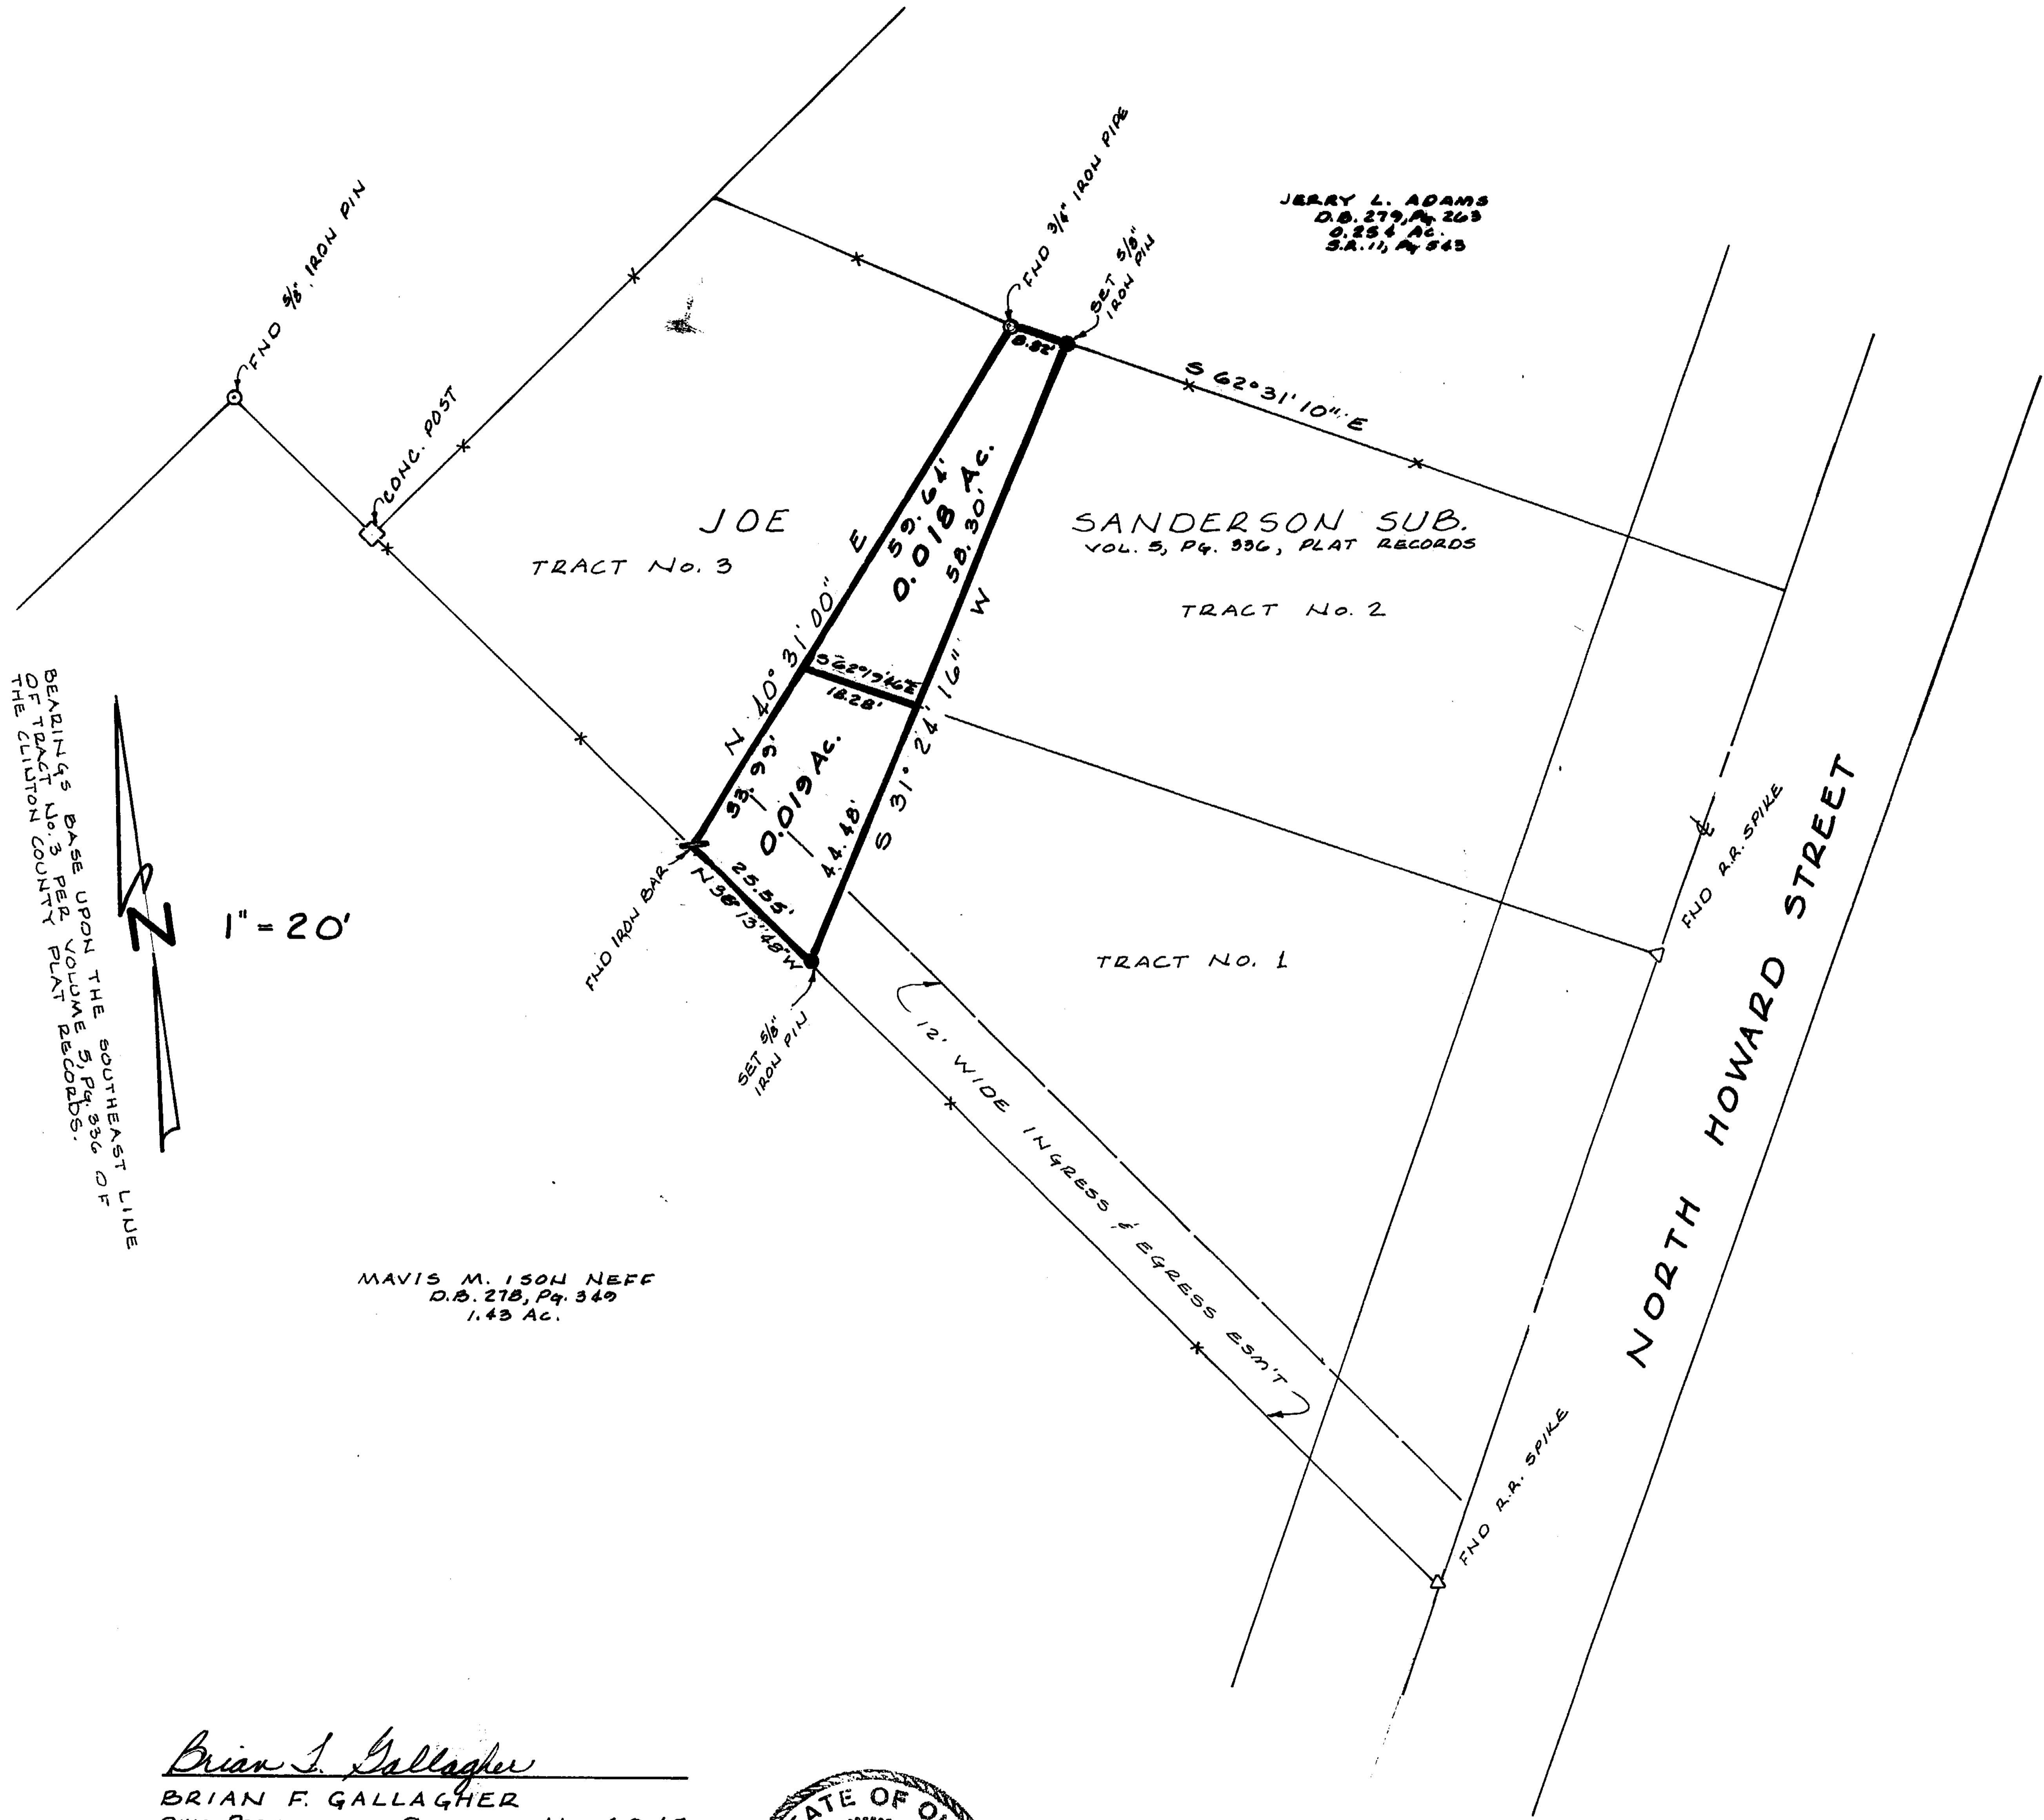 JERRY L. ADAMS
D.B. 279, Pg. 263
0.254 Ac.
S.R. 11, Pg 543
FND 3/4" IRON PIPE
SET 5/8"
IRON PIN
FND 5/8" IRON PIN
CONC. POST
8.82'
S 62° 31' 10" E
JOE
SANDERSON SUB.
VOL. 5, PG. 336, PLAT RECORDS
TRACT No. 3
TRACT No. 2
N 40° 31' 00" E
59.64'
0.018 Ac.
58.30'
S 31° 24' 16" W
18.28'
33.99'
0.019 Ac.
44.48'
25.55'
N 38° 13' 48" W
FND IRON BAR
SET 5/8"
IRON PIN
TRACT No. 1
12' WIDE INGRESS & EGRESS ESM'T
FND R.R. SPIKE
FND R.R. SPIKE
NORTH HOWARD STREET
BEARINGS BASE UPON THE SOUTHEAST LINE
OF TRACT No. 3 PER VOLUME 5, PG. 336 OF
THE CLINTON COUNTY PLAT RECORDS.
N
1" = 20'
MAVIS M. ISON NEFF
D.B. 278, Pg. 349
1.43 Ac.
Brian F. Gallagher
BRIAN F. GALLAGHER